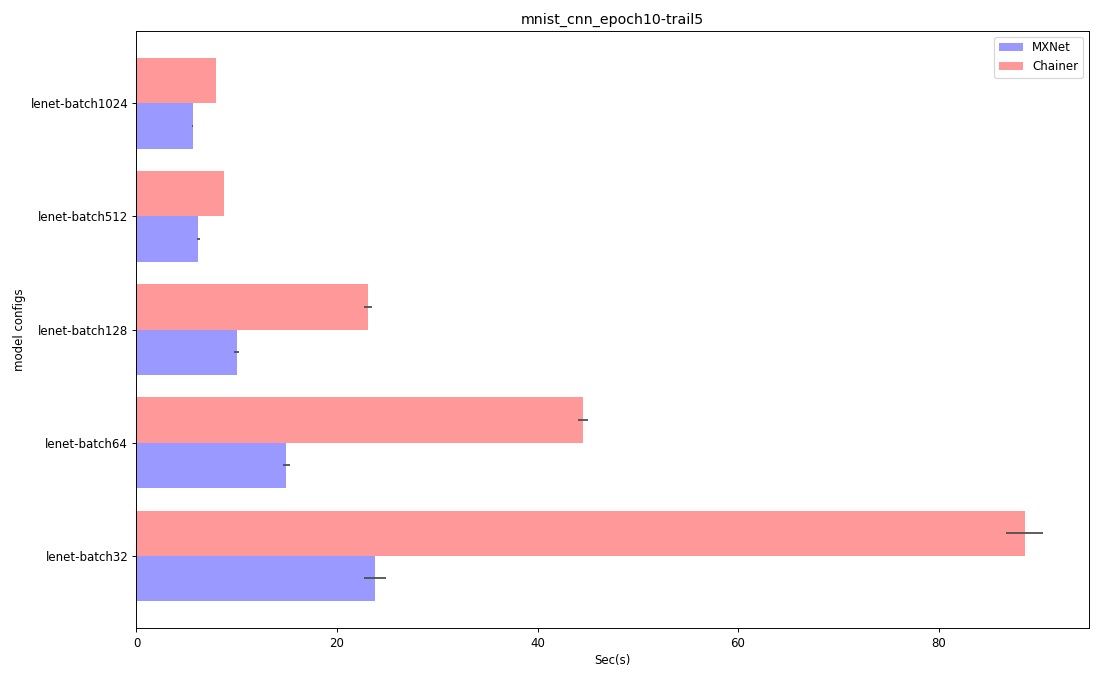 mnist_cnn_epoch10-trail5
MXNet
Chainer
lenet-batch1024
lenet-batch512
lenet-batch128
lenet-batch64
lenet-batch32
model configs
0 20 40 60 80
Sec(s)